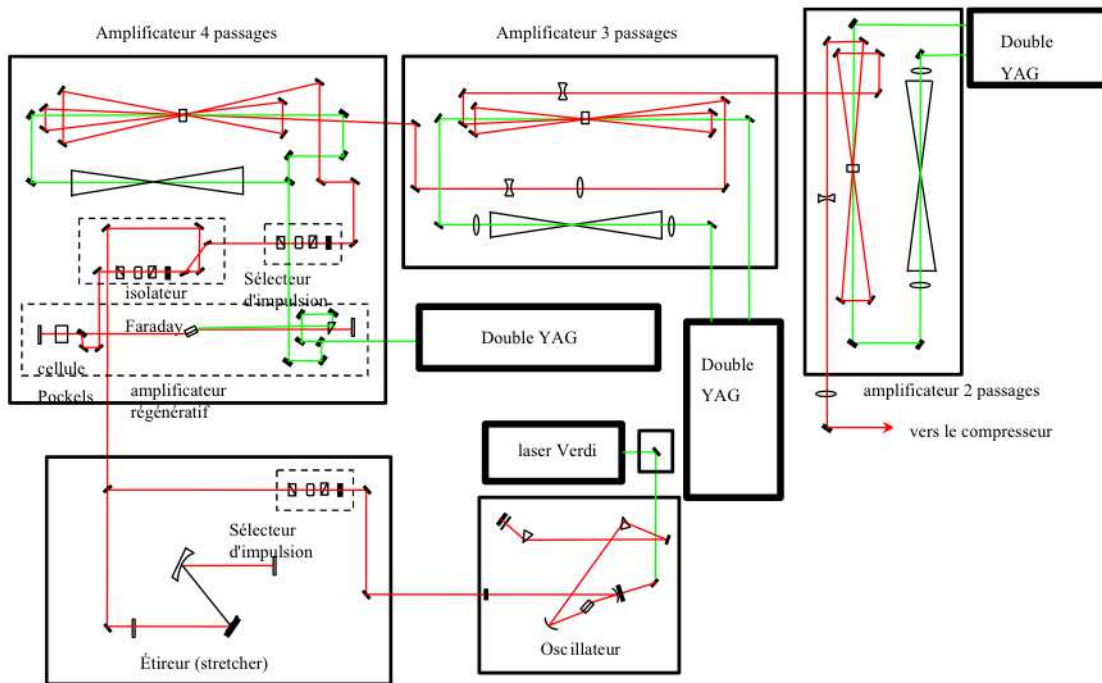 Amplificateur 4 passages
Amplificateur 3 passages
Double
YAG
isolateur
Faraday
Sélecteur
d'impulsion
cellule
Pockels
amplificateur
régénératif
Double YAG
Double
YAG
amplificateur 2 passages
vers le compresseur
laser Verdi
Sélecteur
d'impulsion
Étireur (stretcher)
Oscillateur